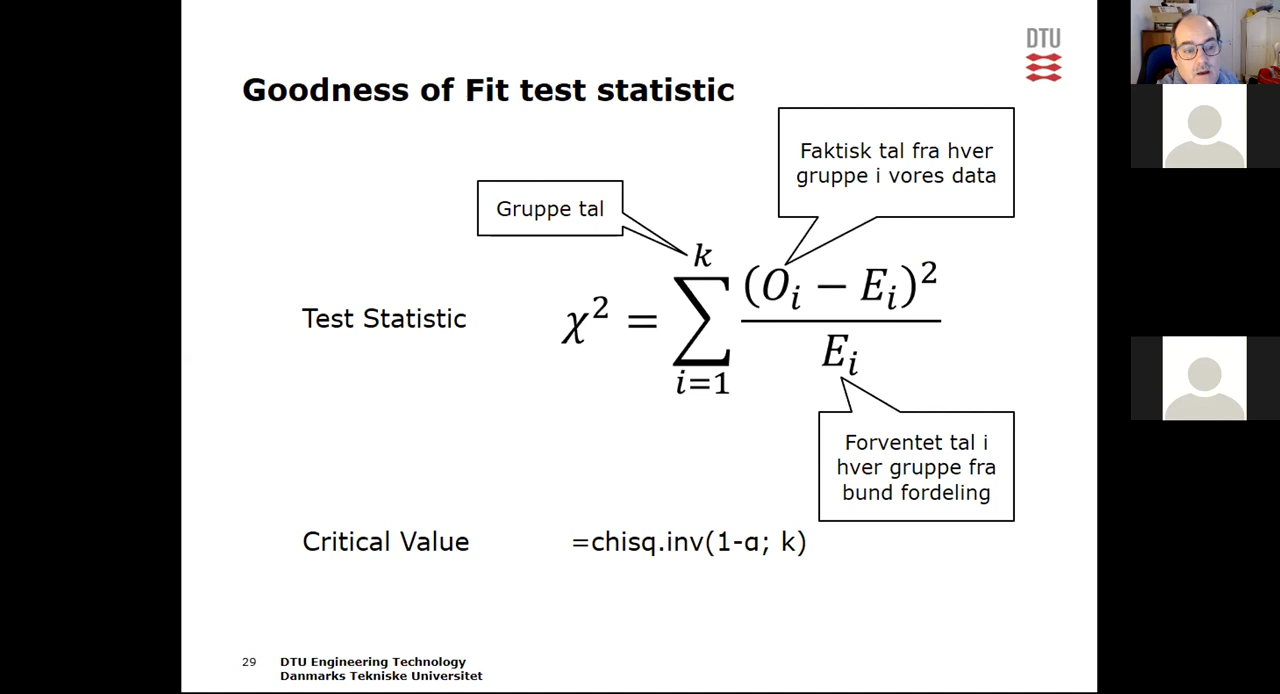 DTU
Goodness of Fit test statistic
Faktisk tal fra hver
gruppe i vores data
Gruppe tal
Test Statistic
χ² = ∑ᵢ₌₁ᵏ (Oᵢ − Eᵢ)² / Eᵢ
Forventet tal i
hver gruppe fra
bund fordeling
Critical Value =chisq.inv(1-α; k)
29 DTU Engineering Technology
Danmarks Tekniske Universitet